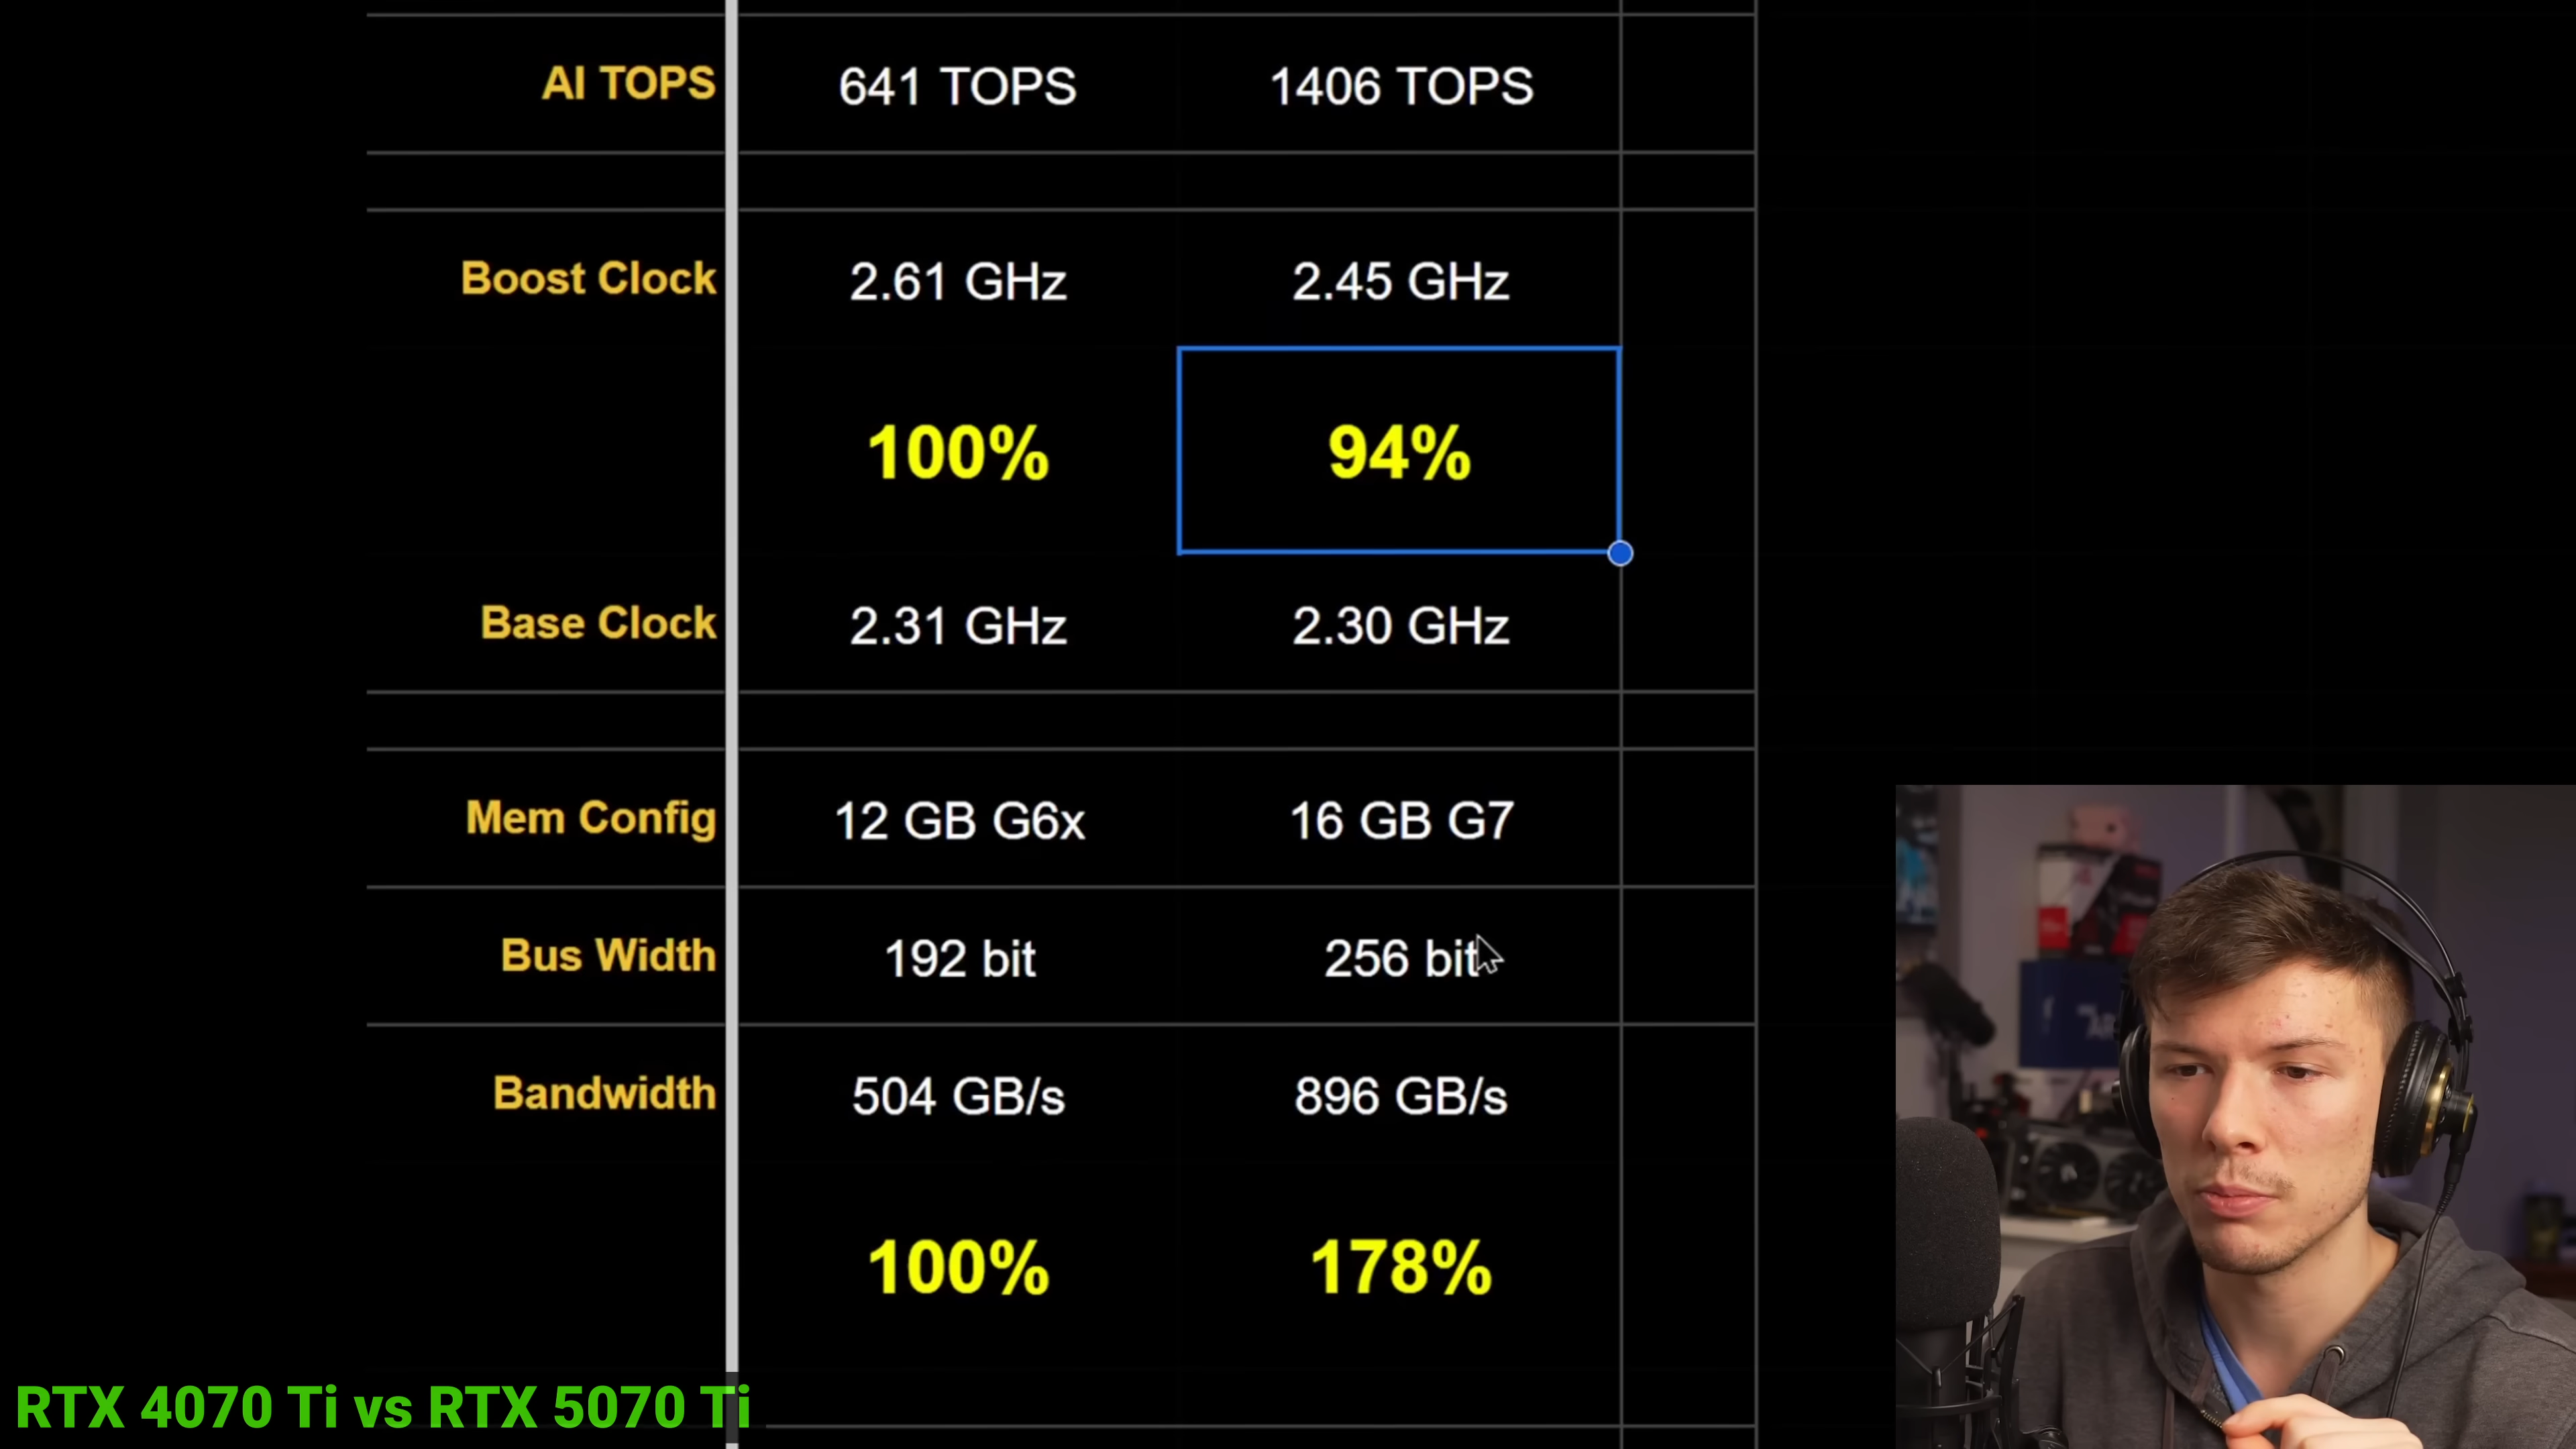 AI TOPS 641 TOPS 1406 TOPS
Boost Clock 2.61 GHz 2.45 GHz
100% 94%
Base Clock 2.31 GHz 2.30 GHz
Mem Config 12 GB G6x 16 GB G7
Bus Width 192 bit 256 bit
Bandwidth 504 GB/s 896 GB/s
100% 178%
RTX 4070 Ti vs RTX 5070 Ti